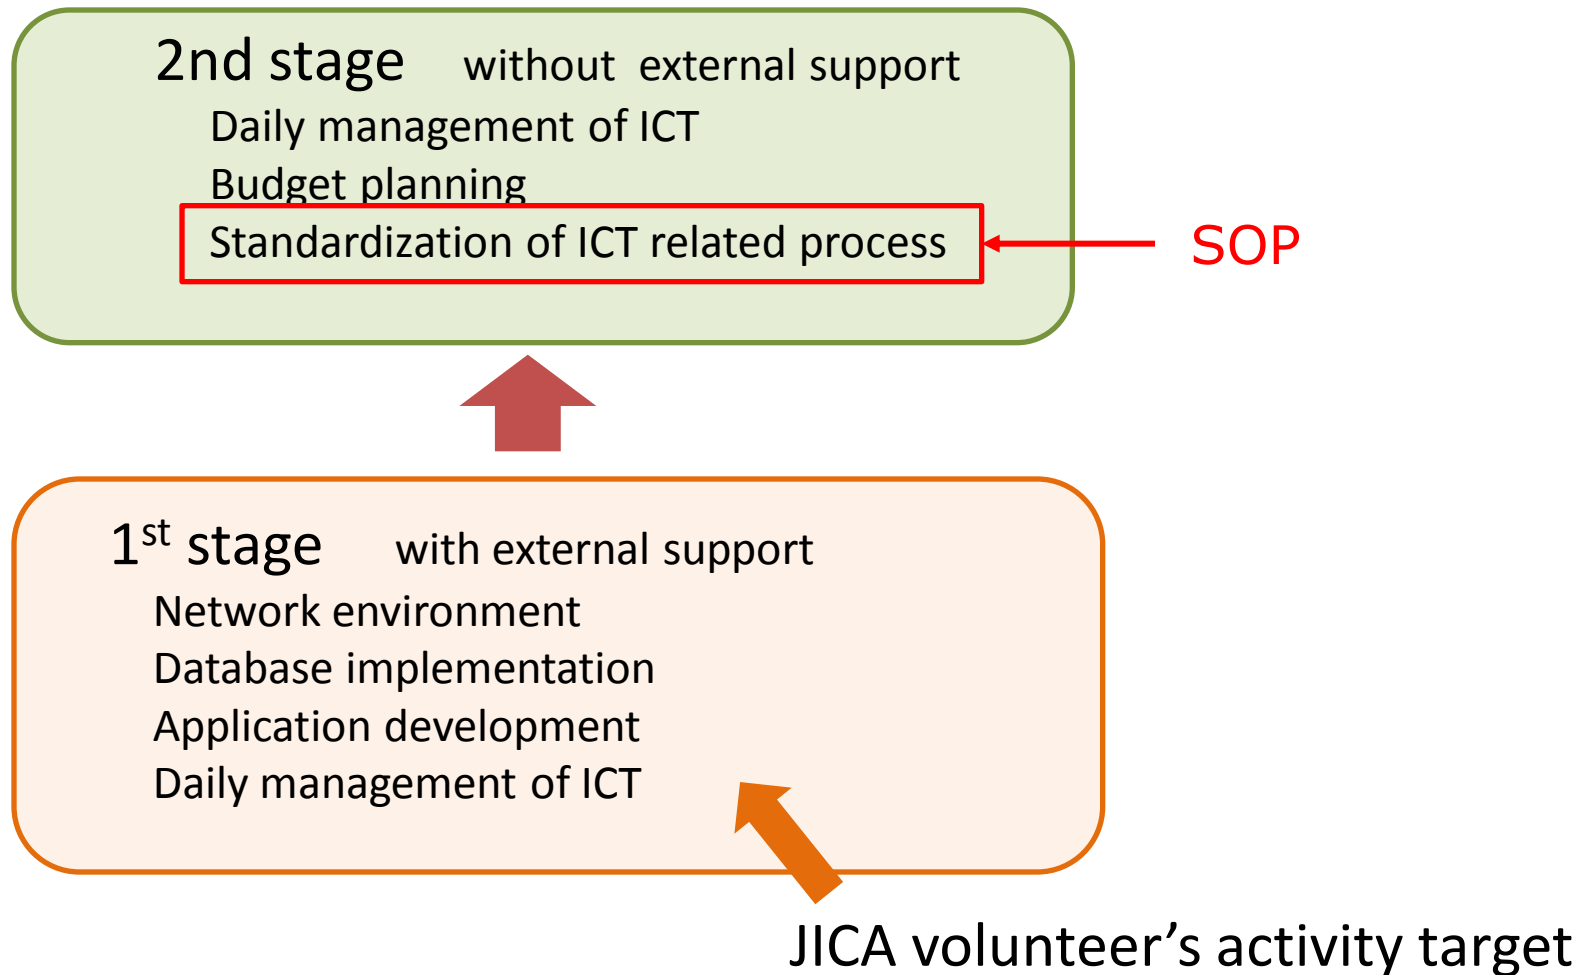 2nd stage without external support
Daily management of ICT
Budget planning
Standardization of ICT related process
SOP
1st stage with external support
Network environment
Database implementation
Application development
Daily management of ICT
JICA volunteer’s activity target